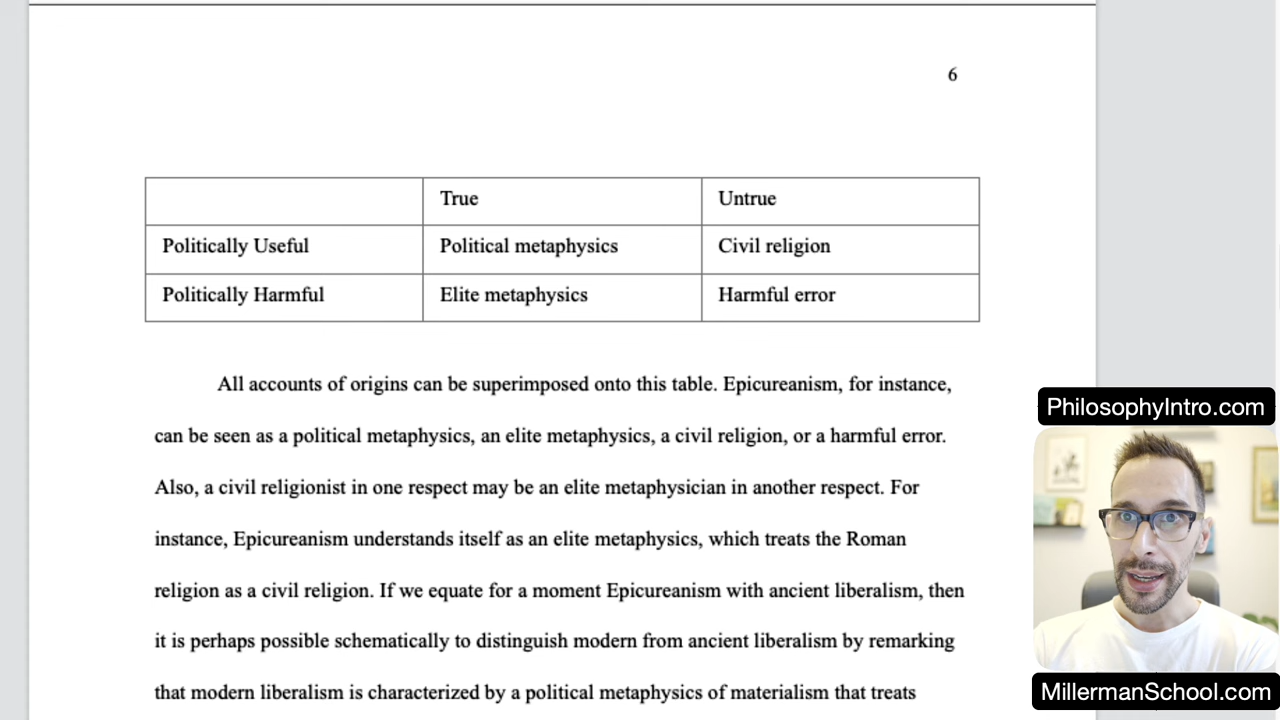 6
True Untrue
Politically Useful Political metaphysics Civil religion
Politically Harmful Elite metaphysics Harmful error
All accounts of origins can be superimposed onto this table. Epicureanism, for instance,
can be seen as a political metaphysics, an elite metaphysics, a civil religion, or a harmful error.
Also, a civil religionist in one respect may be an elite metaphysician in another respect. For
instance, Epicureanism understands itself as an elite metaphysics, which treats the Roman
religion as a civil religion. If we equate for a moment Epicureanism with ancient liberalism, then
it is perhaps possible schematically to distinguish modern from ancient liberalism by remarking
that modern liberalism is characterized by a political metaphysics of materialism that treats
PhilosophyIntro.com
MillermanSchool.com